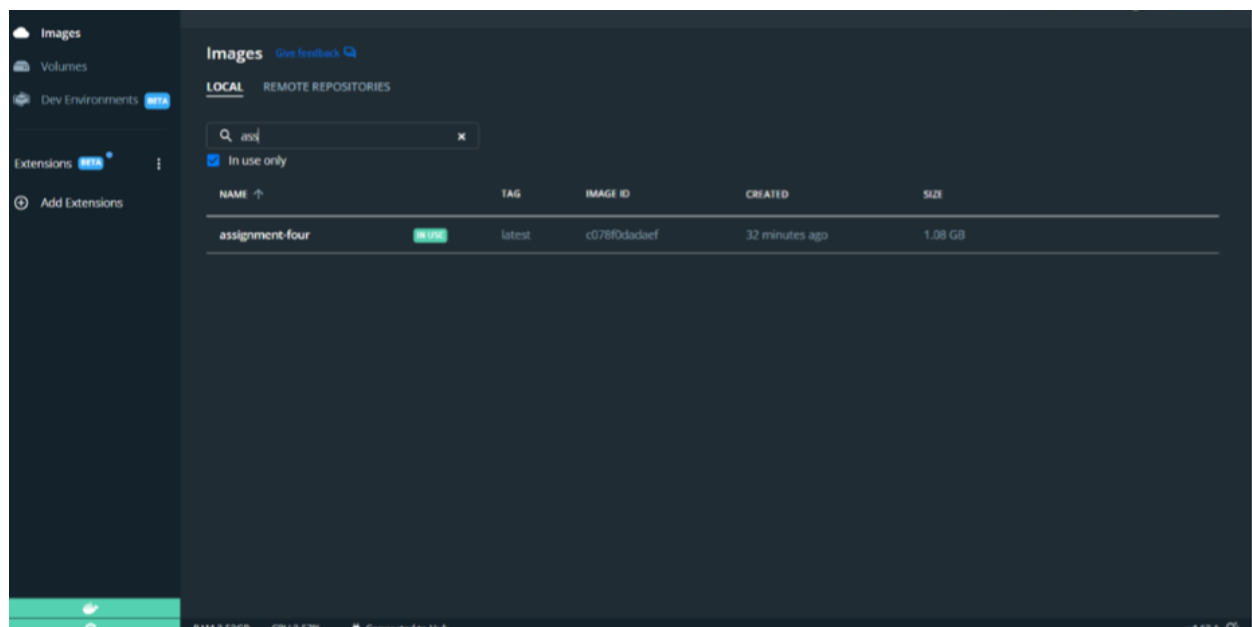 Images
Volumes
Dev Environments BETA
Extensions BETA
Add Extensions
Images Give feedback
LOCAL REMOTE REPOSITORIES
ass
In use only
NAME TAG IMAGE ID CREATED SIZE
assignment-four IN USE latest c078f0dadaef 32 minutes ago 1.08 GB